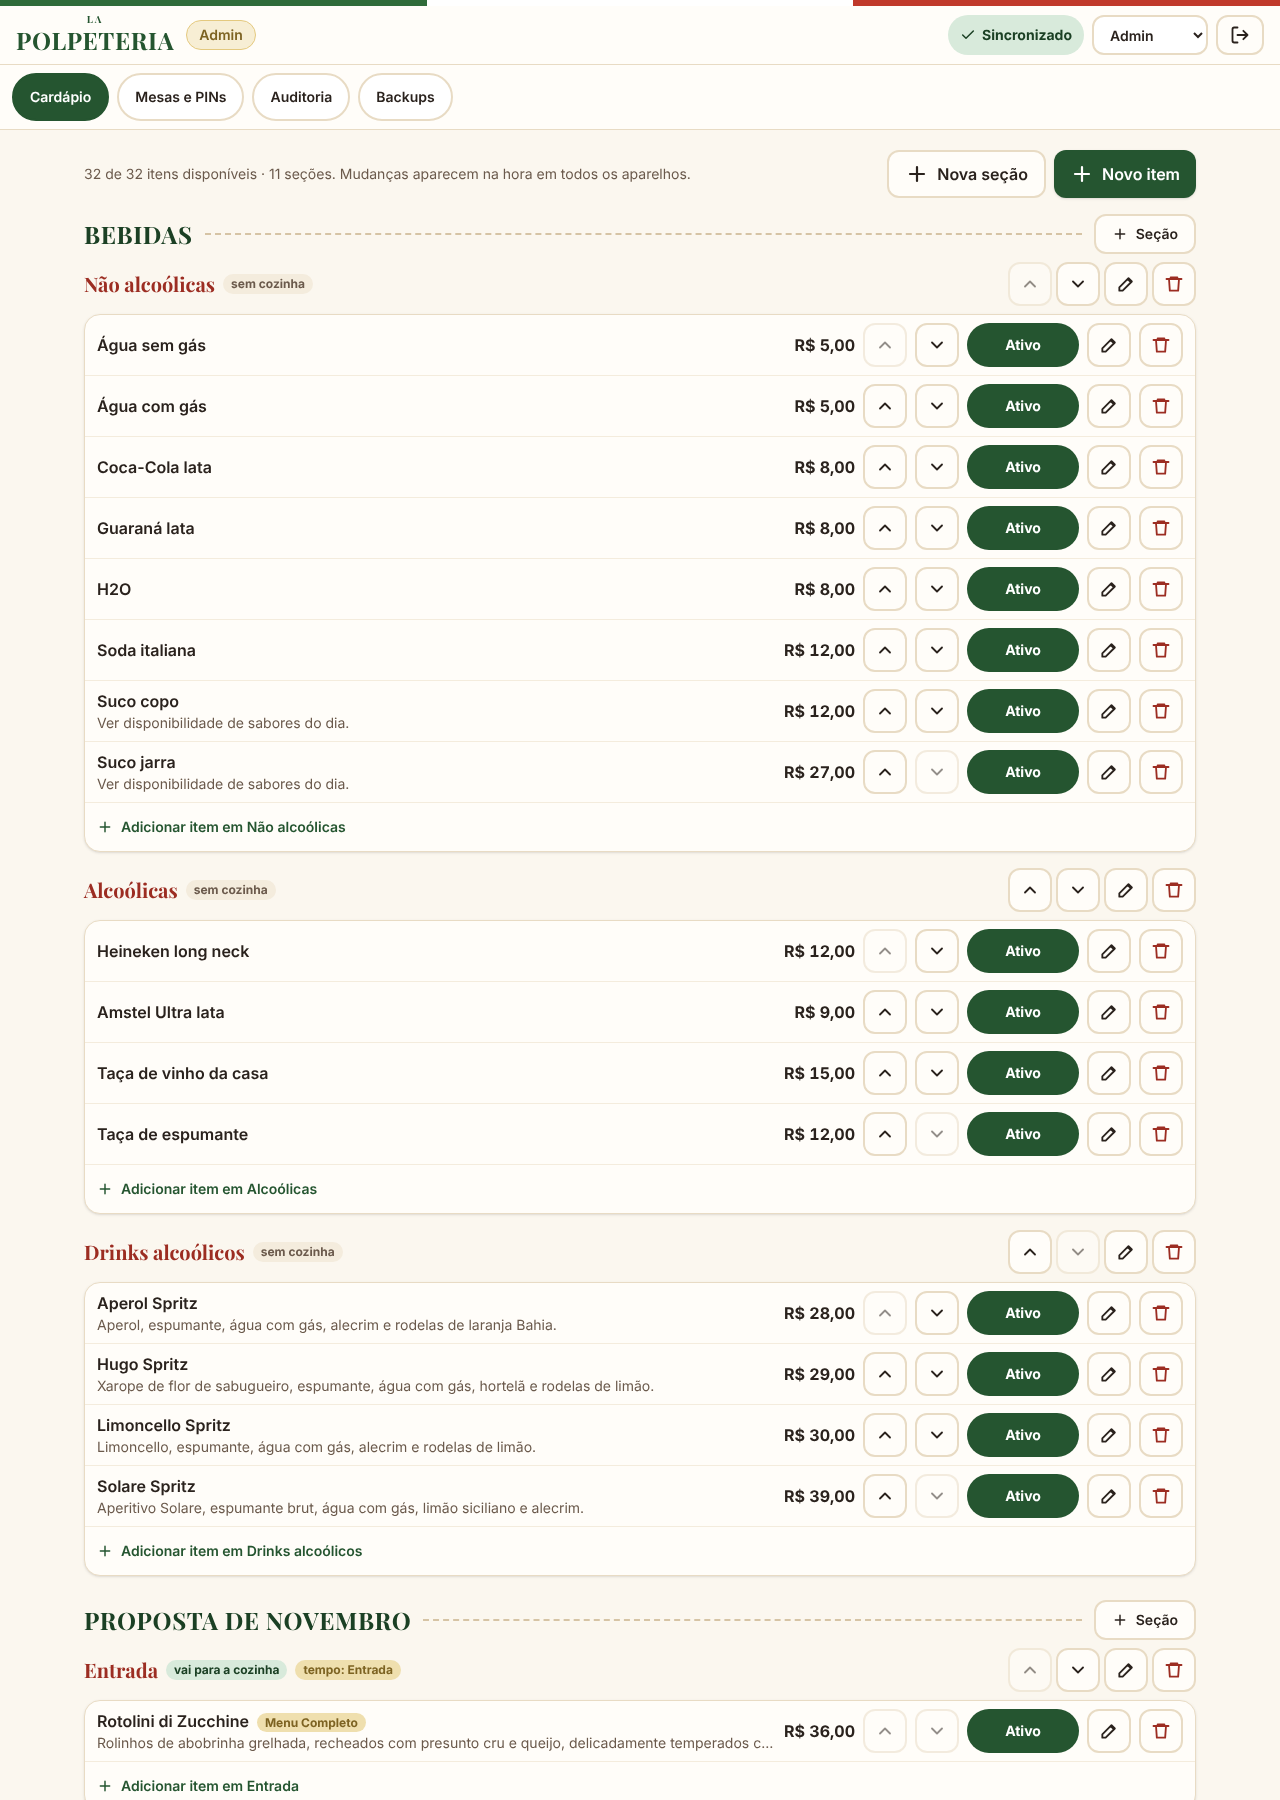 LA
POLPETERIA
Admin
Sincronizado
Admin
Cardápio
Mesas e PINs
Auditoria
Backups
32 de 32 itens disponíveis · 11 seções. Mudanças aparecem na hora em todos os aparelhos.
Nova seção
Novo item
BEBIDAS
Seção
Não alcoólicas
sem cozinha
Água sem gás
R$ 5,00
Ativo
Água com gás
R$ 5,00
Ativo
Coca-Cola lata
R$ 8,00
Ativo
Guaraná lata
R$ 8,00
Ativo
H2O
R$ 8,00
Ativo
Soda italiana
R$ 12,00
Ativo
Suco copo
Ver disponibilidade de sabores do dia.
R$ 12,00
Ativo
Suco jarra
Ver disponibilidade de sabores do dia.
R$ 27,00
Ativo
Adicionar item em Não alcoólicas
Alcoólicas
sem cozinha
Heineken long neck
R$ 12,00
Ativo
Amstel Ultra lata
R$ 9,00
Ativo
Taça de vinho da casa
R$ 15,00
Ativo
Taça de espumante
R$ 12,00
Ativo
Adicionar item em Alcoólicas
Drinks alcoólicos
sem cozinha
Aperol Spritz
Aperol, espumante, água com gás, alecrim e rodelas de laranja Bahia.
R$ 28,00
Ativo
Hugo Spritz
Xarope de flor de sabugueiro, espumante, água com gás, hortelã e rodelas de limão.
R$ 29,00
Ativo
Limoncello Spritz
Limoncello, espumante, água com gás, alecrim e rodelas de limão.
R$ 30,00
Ativo
Solare Spritz
Aperitivo Solare, espumante brut, água com gás, limão siciliano e alecrim.
R$ 39,00
Ativo
Adicionar item em Drinks alcoólicos
PROPOSTA DE NOVEMBRO
Seção
Entrada
vai para a cozinha
tempo: Entrada
Rotolini di Zucchine
Menu Completo
Rolinhos de abobrinha grelhada, recheados com presunto cru e queijo, delicadamente temperados c...
R$ 36,00
Ativo
Adicionar item em Entrada